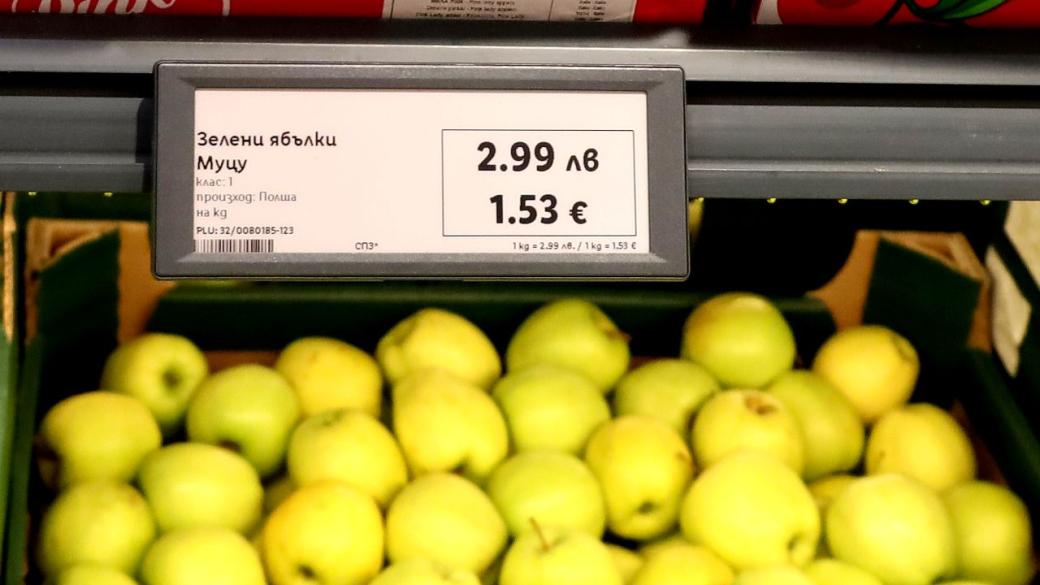 Зелени ябълки
Муцу
клас: 1
произход: Полша
на kg
PLU: 32/0080185-123
СПЗ*
2.99 лв
1.53 €
1 kg = 2.99 лв. / 1 kg = 1.53 €